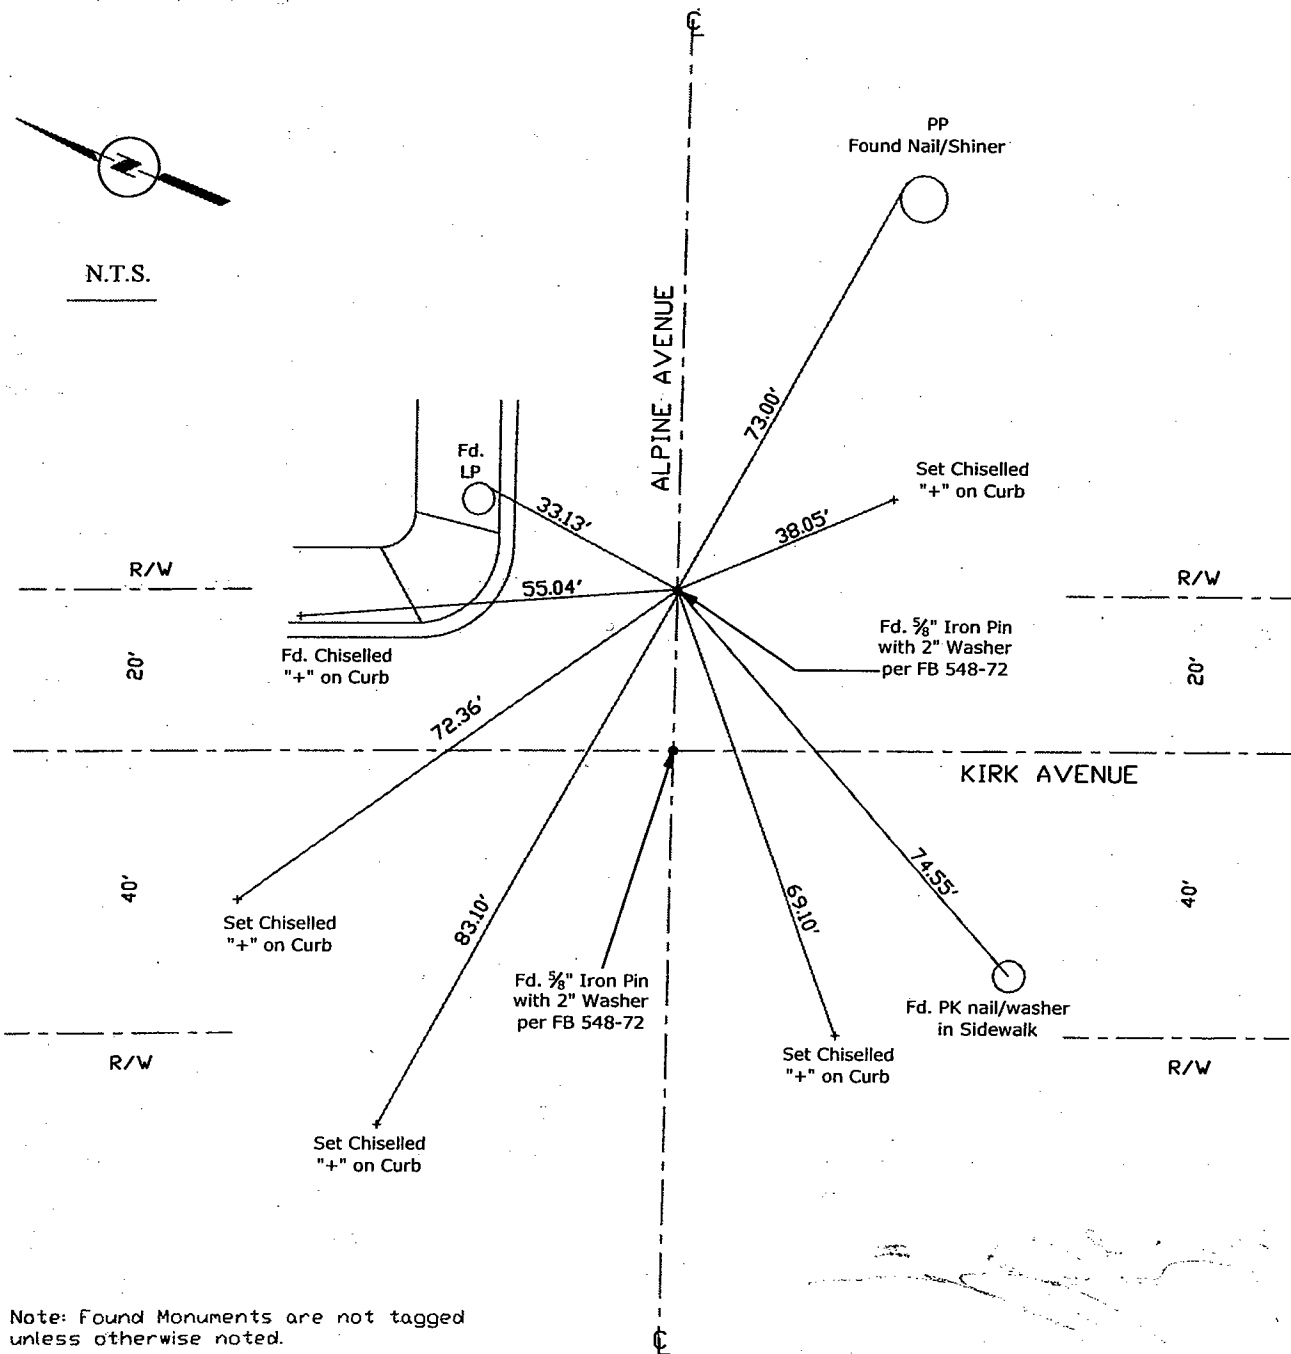 ℄
PP
Found Nail/Shiner
N
N.T.S.
ALPINE AVENUE
73.00'
Fd.
LP
33.13'
Set Chiselled
"+" on Curb
38.05'
R/W
55.04'
R/W
Fd. Chiselled
"+" on Curb
20'
Fd. 5/8" Iron Pin
with 2" Washer
per FB 548-72
20'
72.36'
KIRK AVENUE
40'
Set Chiselled
"+" on Curb
83.10'
69.10'
74.55'
40'
Fd. 5/8" Iron Pin
with 2" Washer
per FB 548-72
Fd. PK nail/washer
in Sidewalk
R/W
Set Chiselled
"+" on Curb
R/W
Set Chiselled
"+" on Curb
Note: Found Monuments are not tagged
unless otherwise noted.
℄